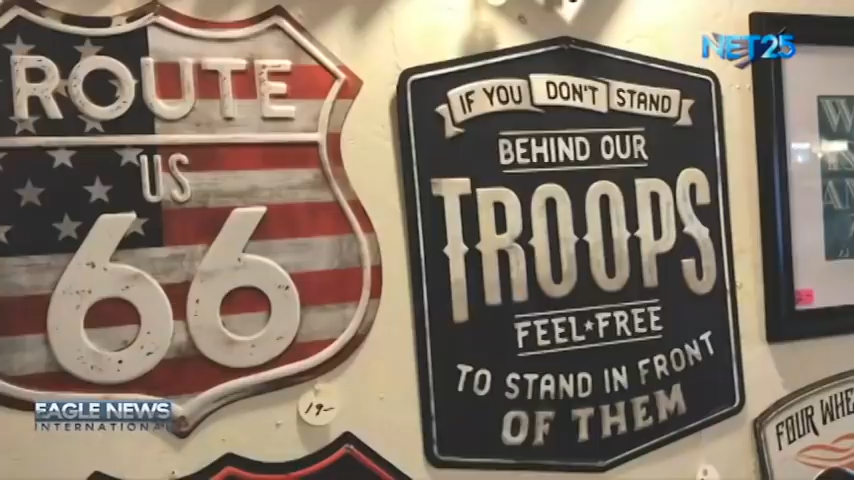 ROUTE
US
66
IF YOU DON'T STAND
BEHIND OUR
TROOPS
FEEL★FREE
TO STAND IN FRONT
OF THEM
NET25
EAGLE NEWS
INTERNATIONAL
19-
FOUR WHE